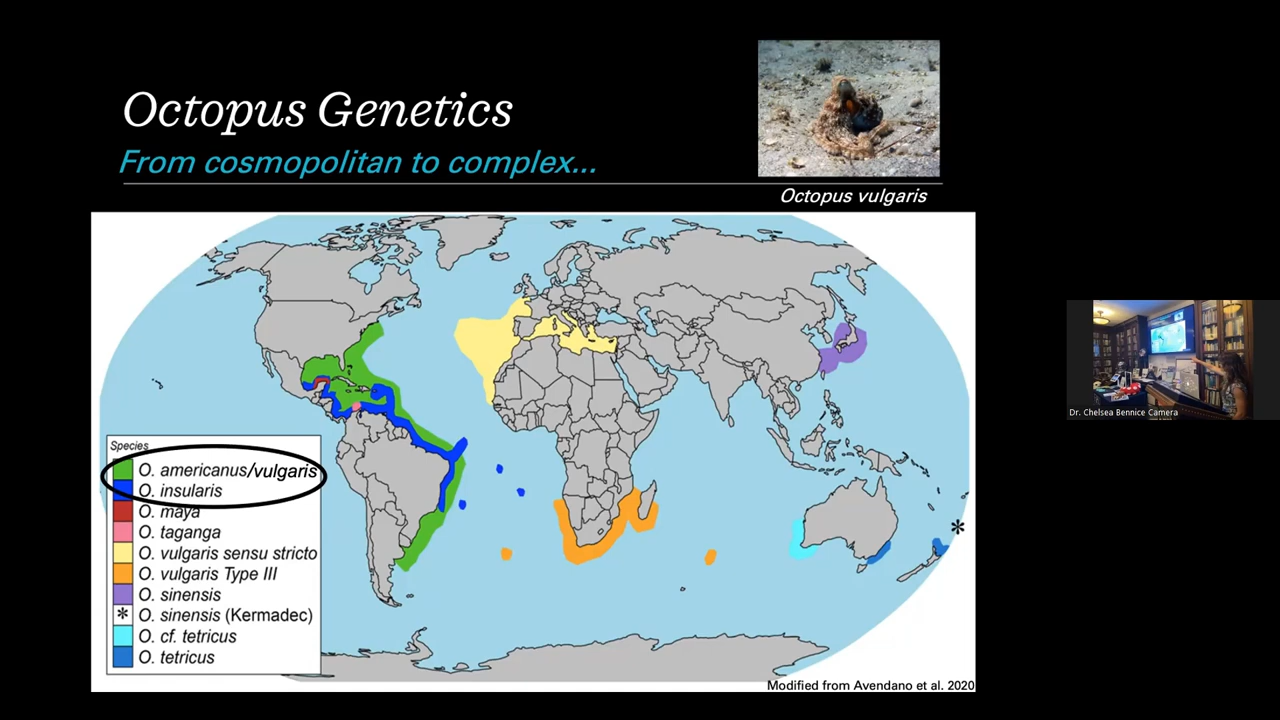 Octopus Genetics
From cosmopolitan to complex...
Octopus vulgaris
Species
O. americanus/vulgaris
O. insularis
O. maya
O. taganga
O. vulgaris sensu stricto
O. vulgaris Type III
O. sinensis
* O. sinensis (Kermadec)
O. cf. tetricus
O. tetricus
*
Modified from Avendano et al. 2020
Dr. Chelsea Bennice Camera